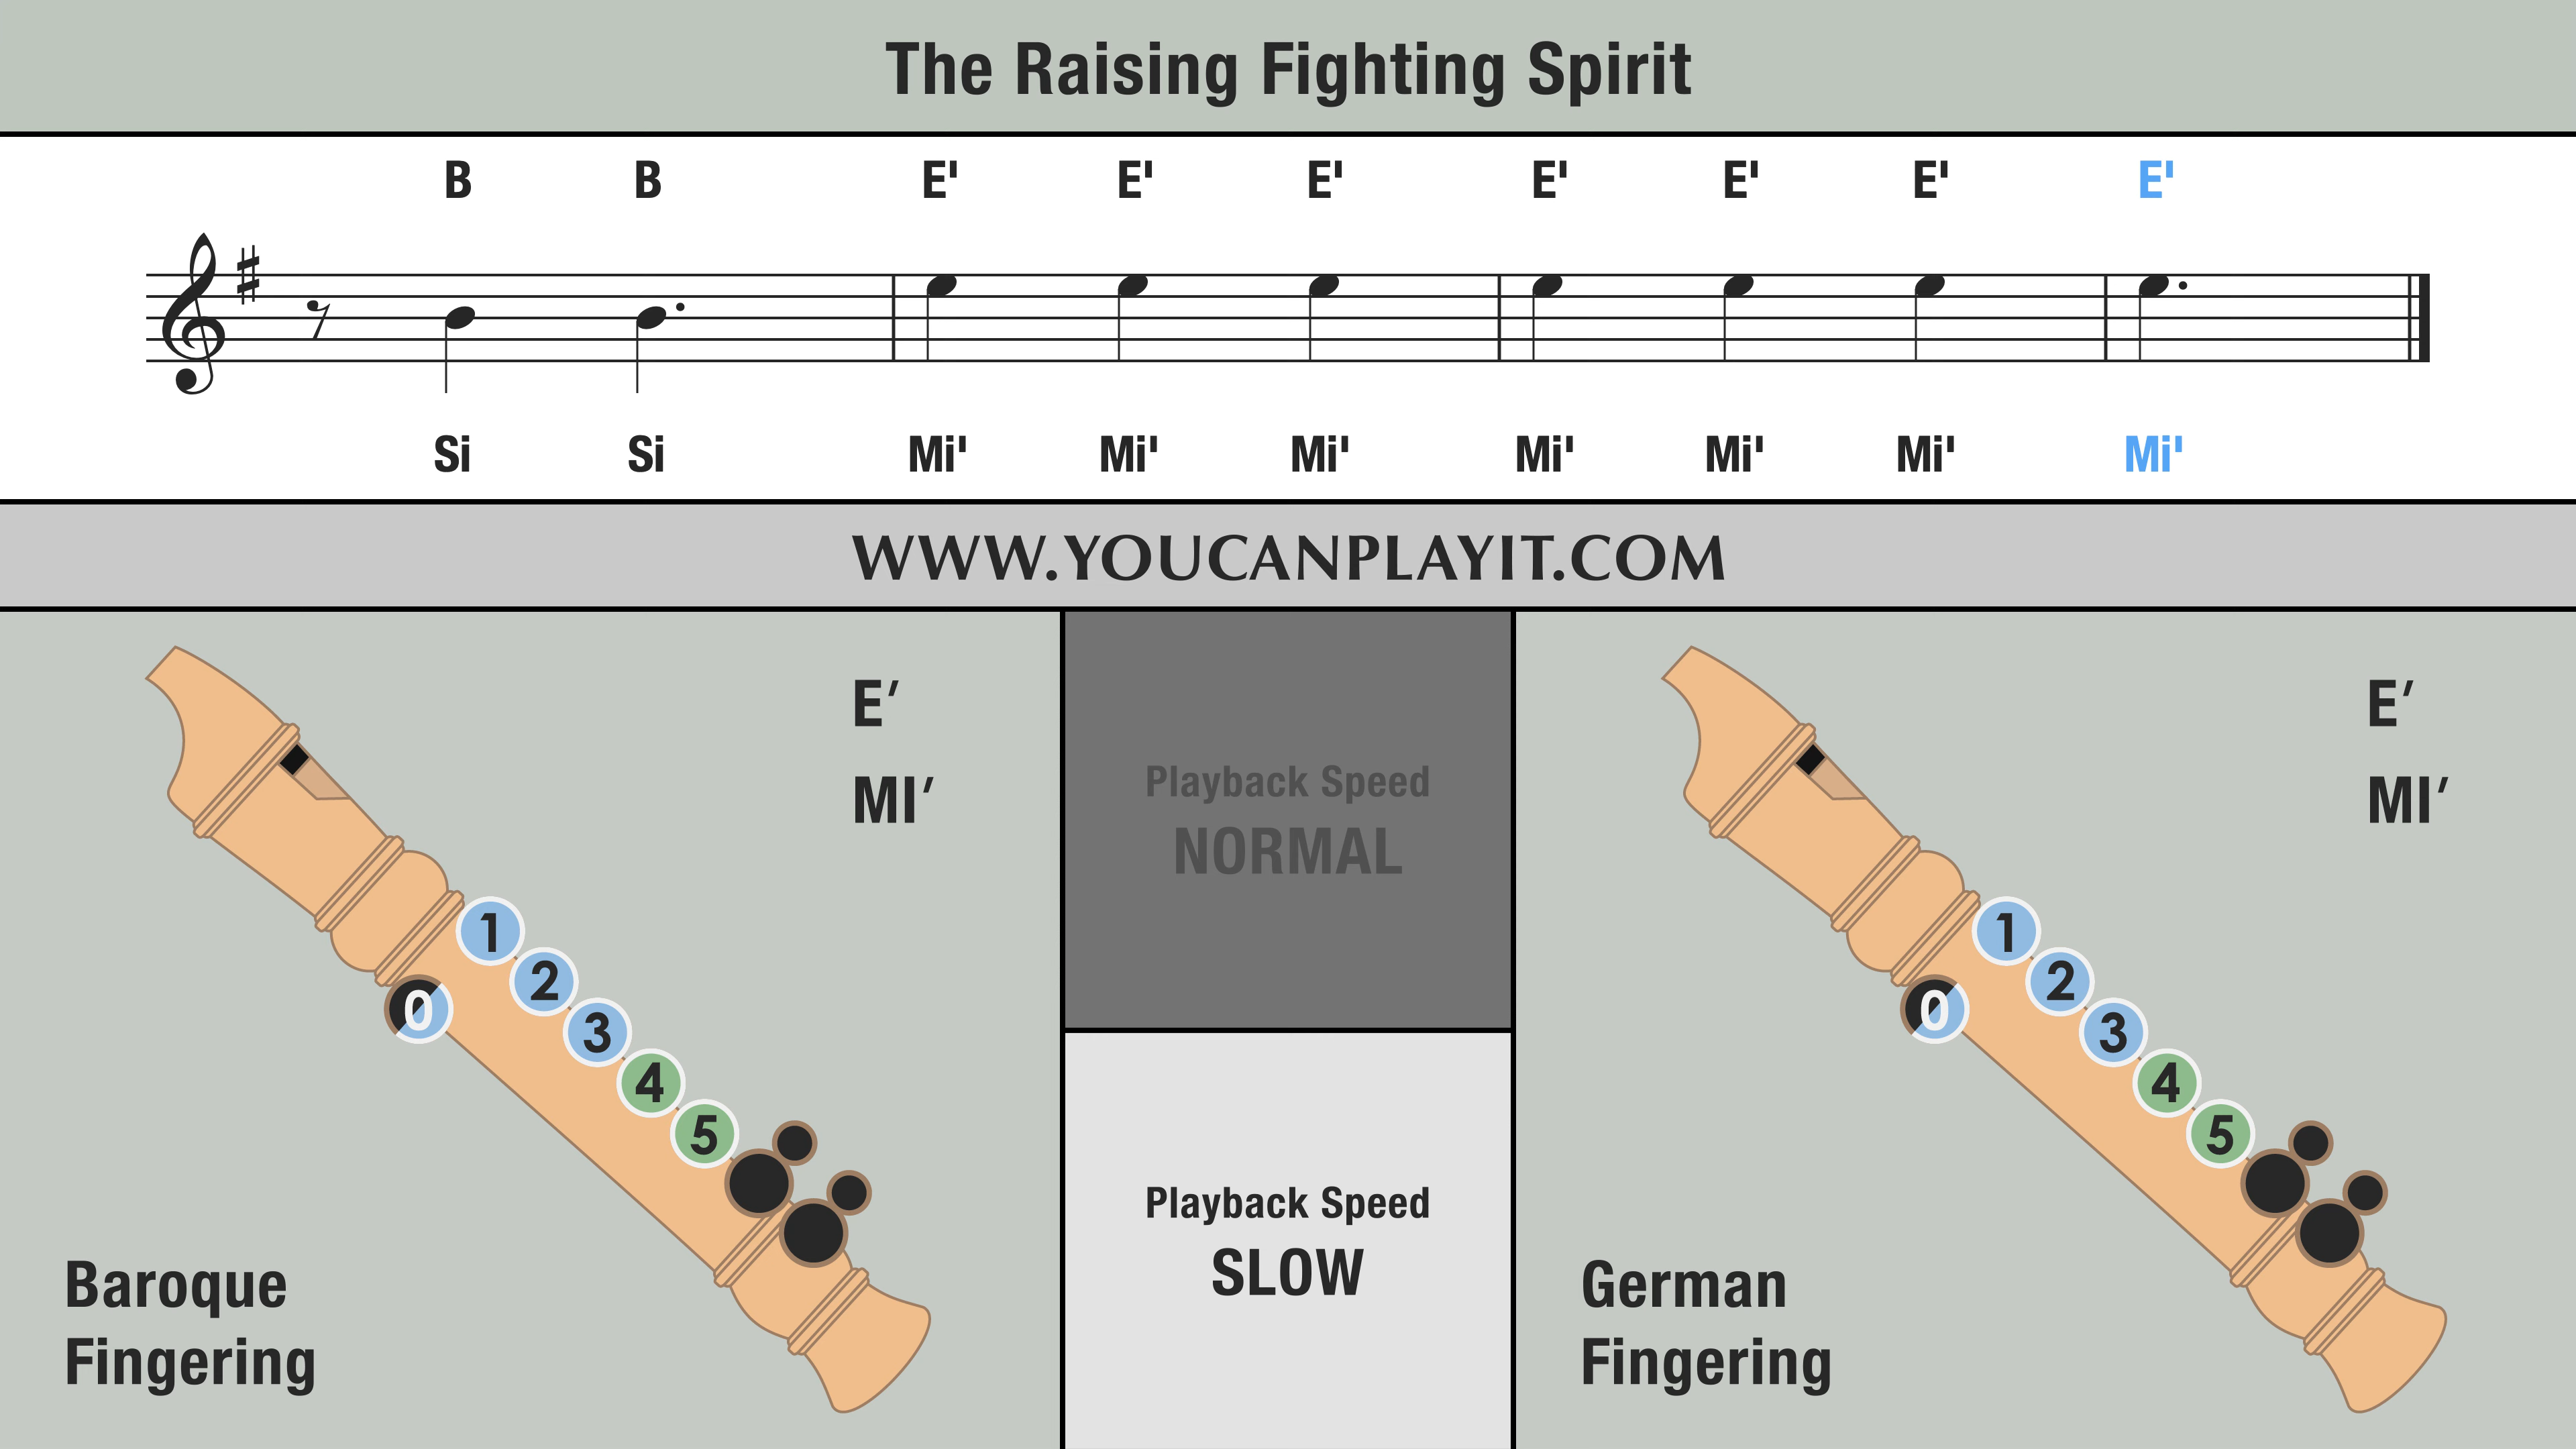 The Raising Fighting Spirit
B B E' E' E' E' E' E' E'
Si Si Mi' Mi' Mi' Mi' Mi' Mi' Mi'
WWW.YOUCANPLAYIT.COM
E′
MI′
1
2
3
4
5
0
Baroque
Fingering
Playback Speed
NORMAL
Playback Speed
SLOW
E′
MI′
1
2
3
4
5
0
German
Fingering